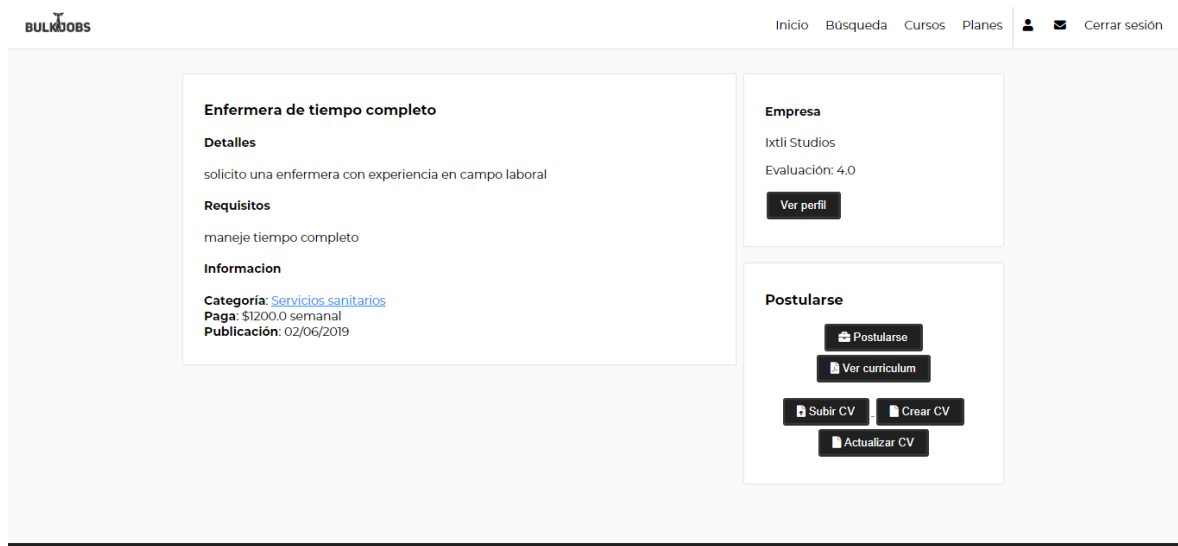 BULKJOBS
Inicio Búsqueda Cursos Planes Cerrar sesión
Enfermera de tiempo completo
Detalles
solicito una enfermera con experiencia en campo laboral
Requisitos
maneje tiempo completo
Informacion
Categoría: Servicios sanitarios
Paga: $1200.0 semanal
Publicación: 02/06/2019
Empresa
Ixtli Studios
Evaluación: 4.0
Ver perfil
Postularse
Postularse
Ver curriculum
Subir CV Crear CV
Actualizar CV